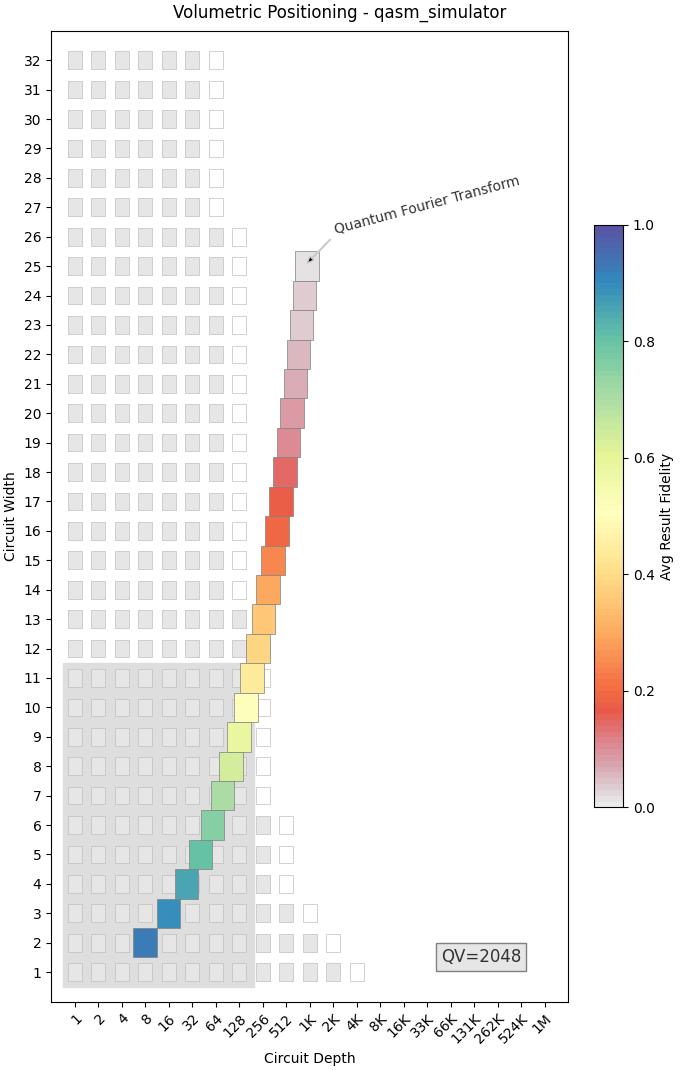 Volumetric Positioning - qasm_simulator
32
31
30
29
28
27
26
25
24
23
22
21
20
19
18
17
16
15
14
13
12
11
10
9
8
7
6
5
4
3
2
1
Circuit Width
Quantum Fourier Transform
QV=2048
1
2
4
8
16
32
64
128
256
512
1K
2K
4K
8K
16K
33K
66K
131K
262K
524K
1M
Circuit Depth
1.0
0.8
0.6
0.4
0.2
0.0
Avg Result Fidelity